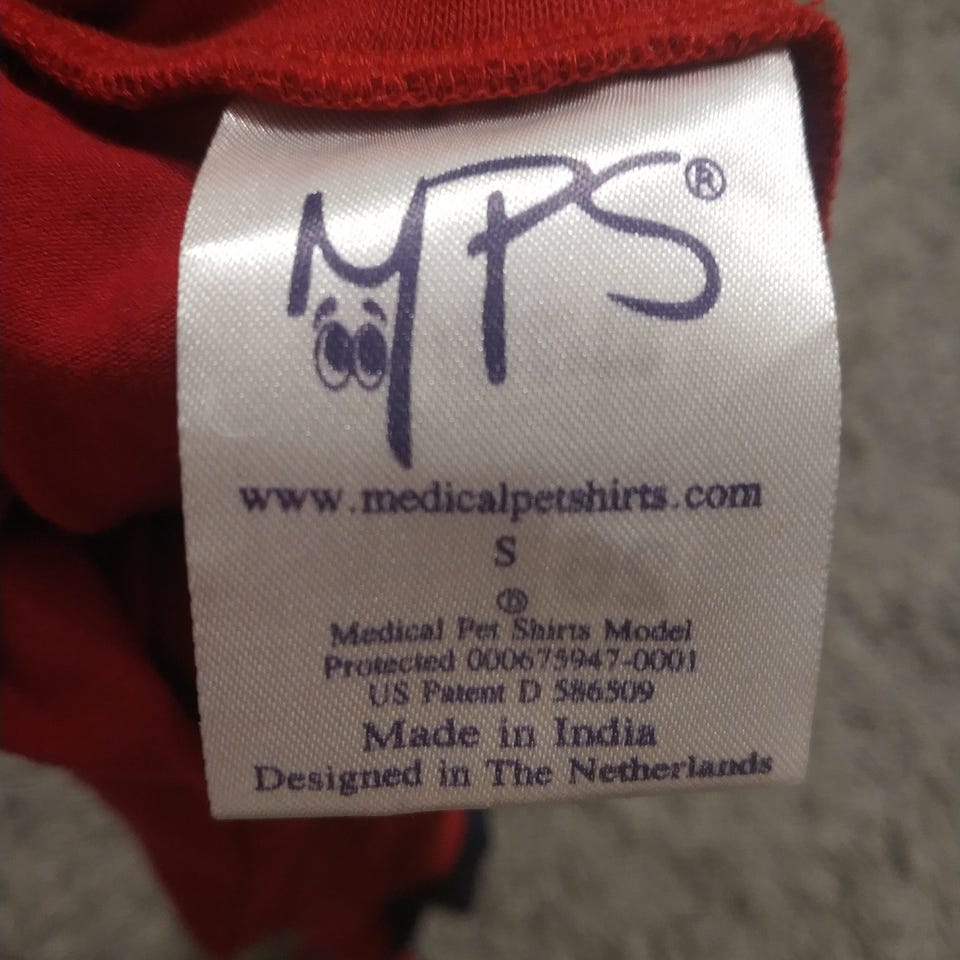 MPS®
www.medicalpetshirts.com
S
Medical Pet Shirts Model
Protected 000675947-0001
US Patent D 586509
Made in India
Designed in The Netherlands